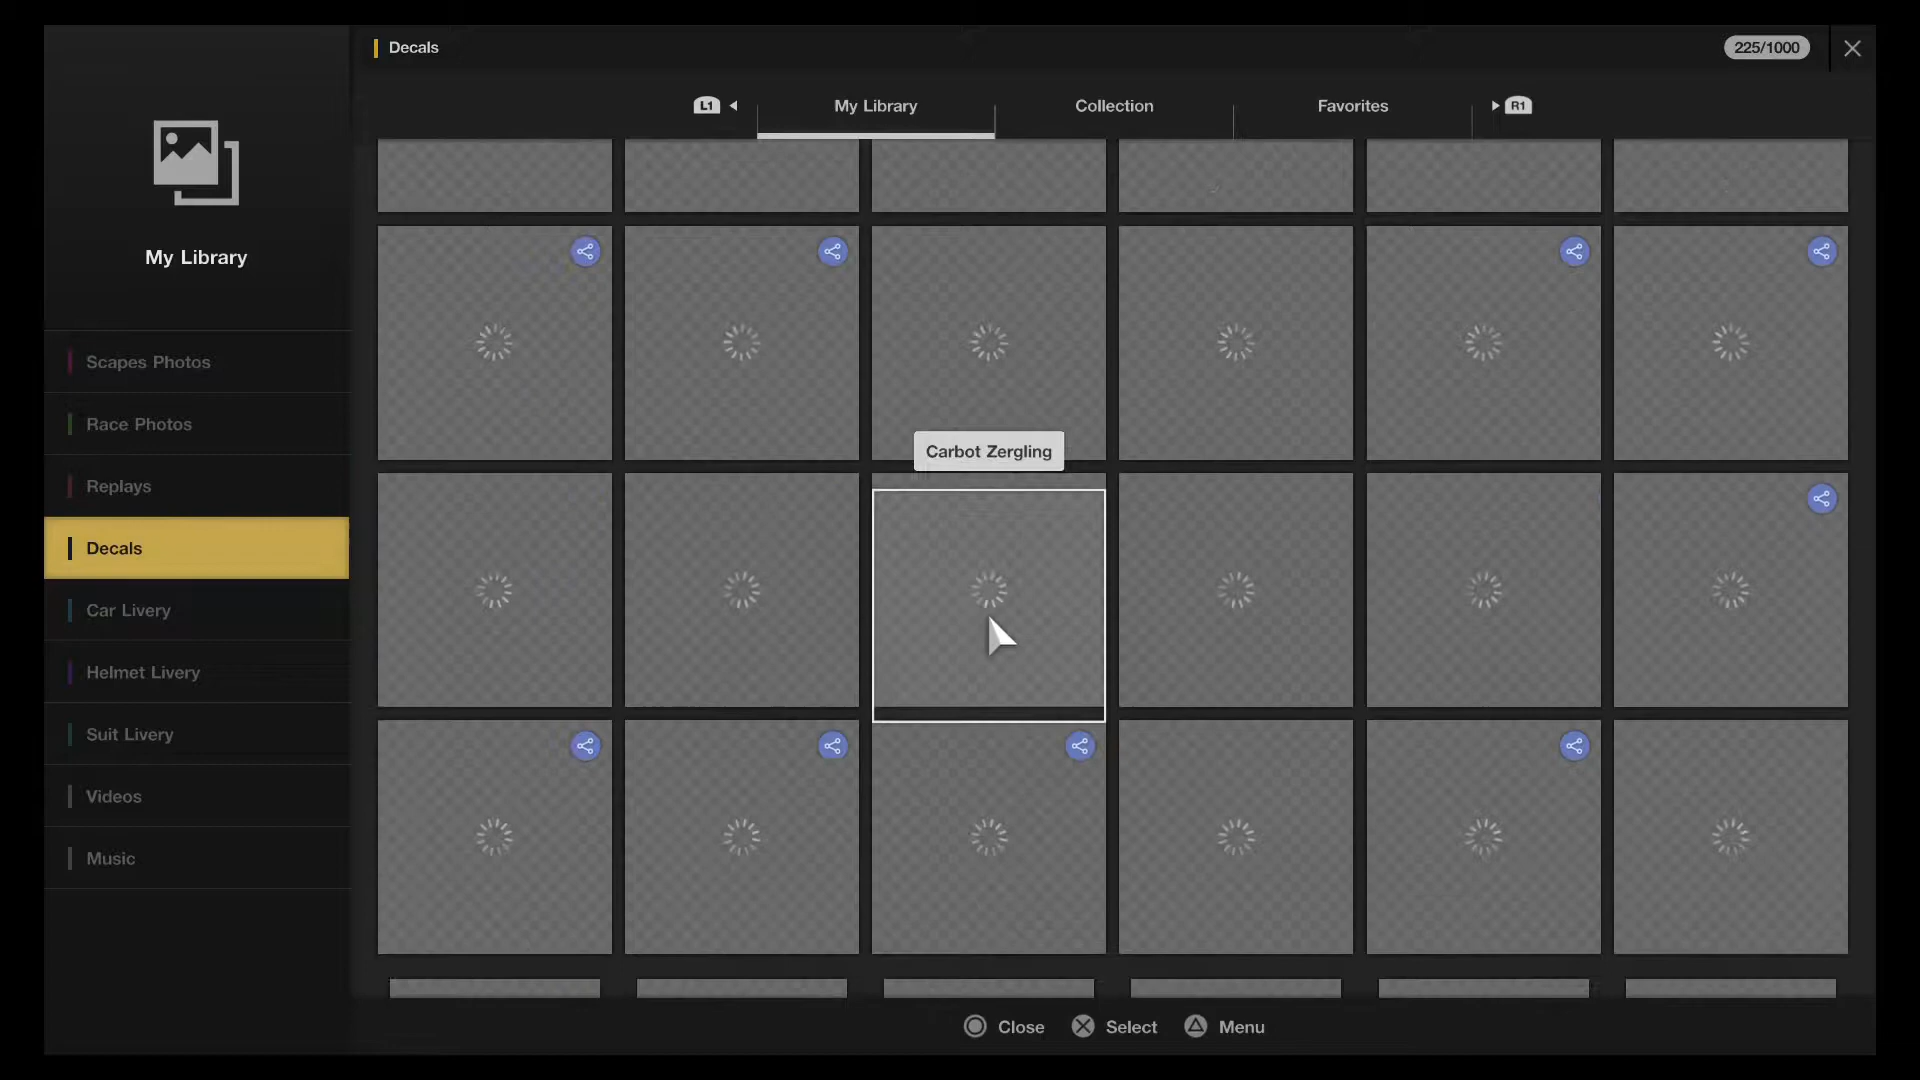 Decals
225/1000
L1
My Library
Collection
Favorites
R1
My Library
Scapes Photos
Race Photos
Replays
Decals
Car Livery
Helmet Livery
Suit Livery
Videos
Music
Carbot Zergling
Close
Select
Menu